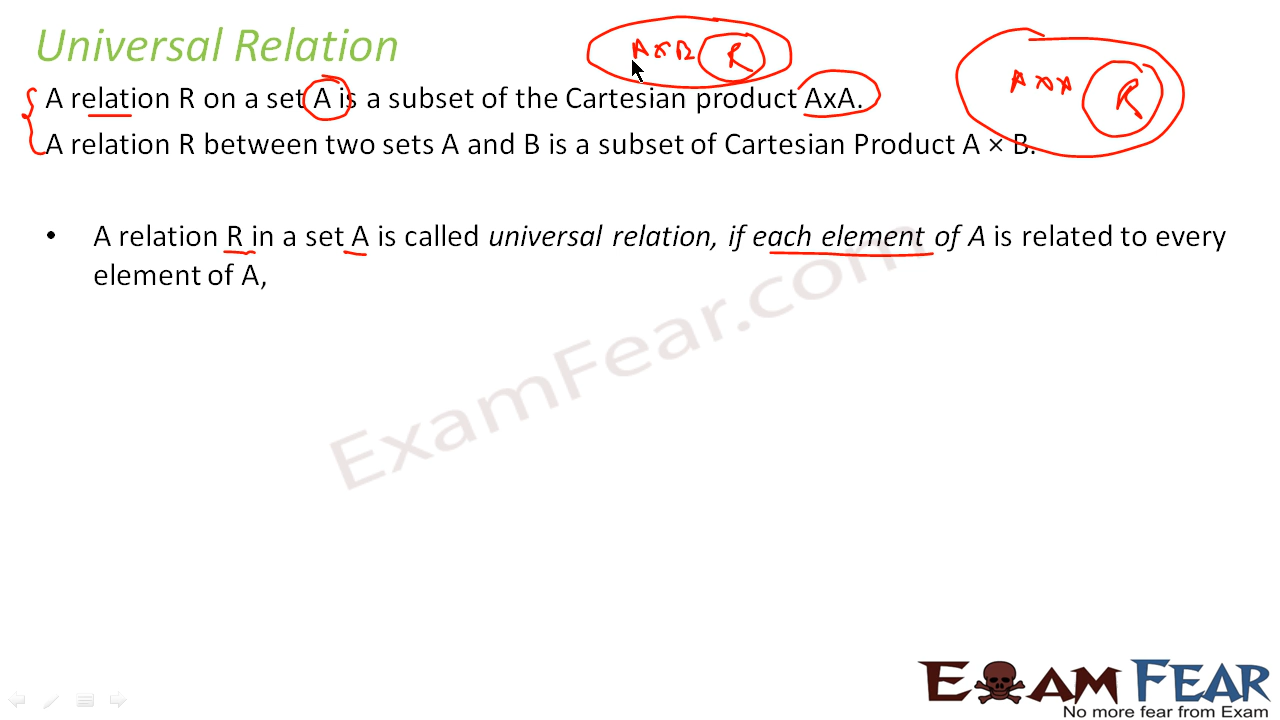 Universal Relation
A x B R
A x A R
A relation R on a set A is a subset of the Cartesian product AxA.
A relation R between two sets A and B is a subset of Cartesian Product A × B.
• A relation R in a set A is called universal relation, if each element of A is related to every
element of A,
ExamFear.com
EXAM FEAR
No more fear from Exam